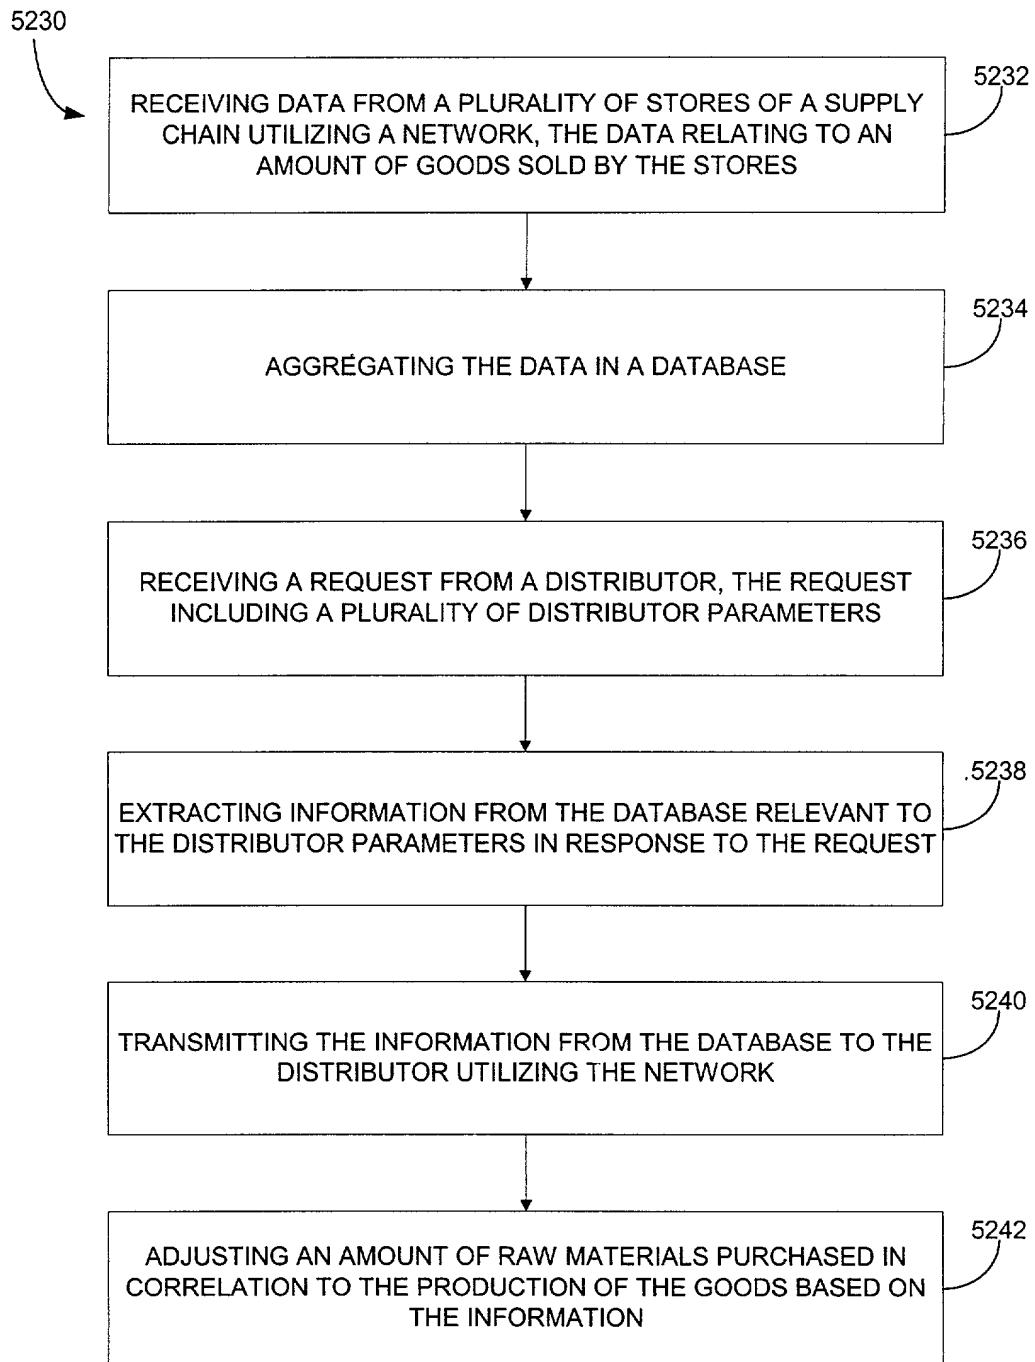 5230
5232
RECEIVING DATA FROM A PLURALITY OF STORES OF A SUPPLY
CHAIN UTILIZING A NETWORK, THE DATA RELATING TO AN
AMOUNT OF GOODS SOLD BY THE STORES
5234
AGGREGATING THE DATA IN A DATABASE
5236
RECEIVING A REQUEST FROM A DISTRIBUTOR, THE REQUEST
INCLUDING A PLURALITY OF DISTRIBUTOR PARAMETERS
5238
EXTRACTING INFORMATION FROM THE DATABASE RELEVANT TO
THE DISTRIBUTOR PARAMETERS IN RESPONSE TO THE REQUEST
5240
TRANSMITTING THE INFORMATION FROM THE DATABASE TO THE
DISTRIBUTOR UTILIZING THE NETWORK
5242
ADJUSTING AN AMOUNT OF RAW MATERIALS PURCHASED IN
CORRELATION TO THE PRODUCTION OF THE GOODS BASED ON
THE INFORMATION